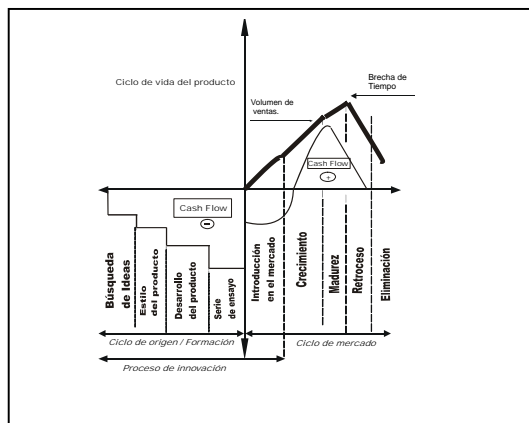 Ciclo de vida del producto
Brecha de
Tiempo
Volumen de
ventas.
Cash Flow
+
Cash Flow
-
Búsqueda
de Ideas
Estilo
del producto
Desarrollo
del producto
Serie
de ensayo
Introducción
en el mercado
Crecimiento
Madurez
Retroceso
Eliminación
Ciclo de origen / Formación
Ciclo de mercado
Proceso de innovación